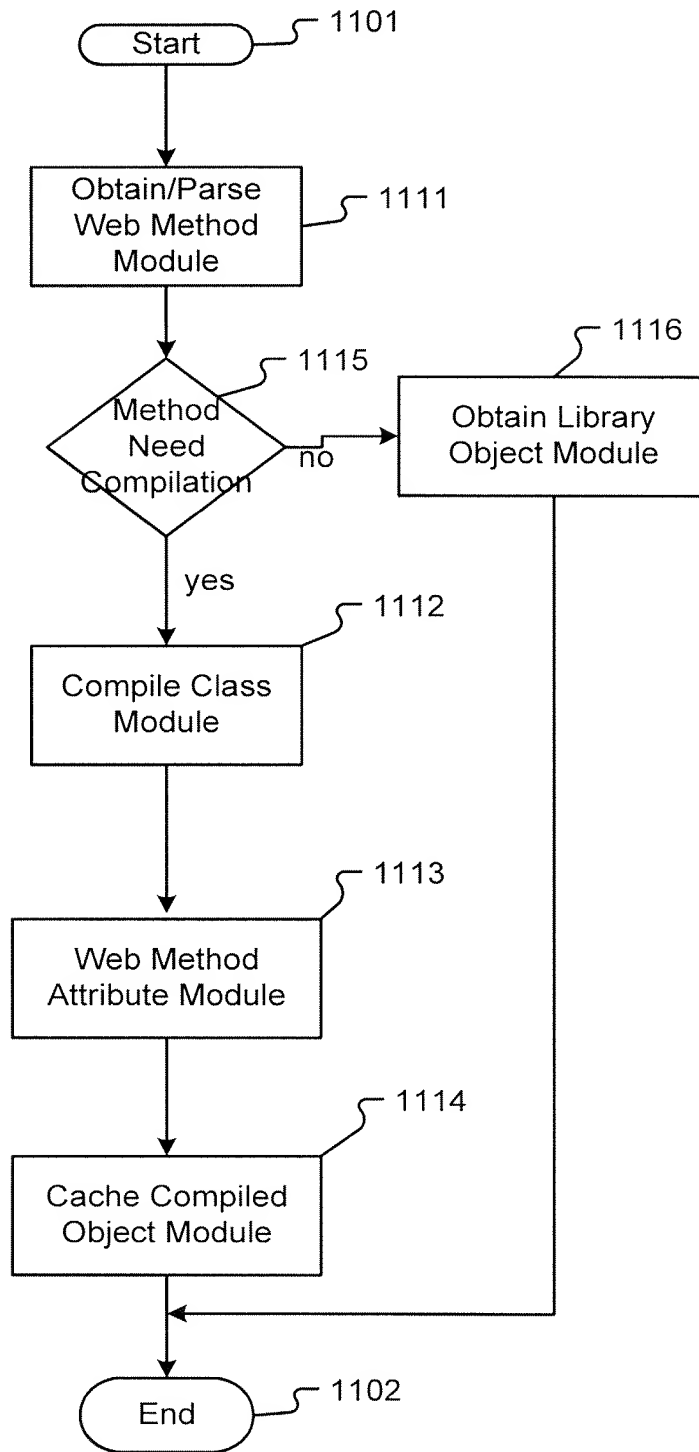 Start
1101
Obtain/Parse
Web Method
Module
1111
Method
Need
Compilation
1115
no
Obtain Library
Object Module
1116
yes
Compile Class
Module
1112
Web Method
Attribute Module
1113
Cache Compiled
Object Module
1114
End
1102